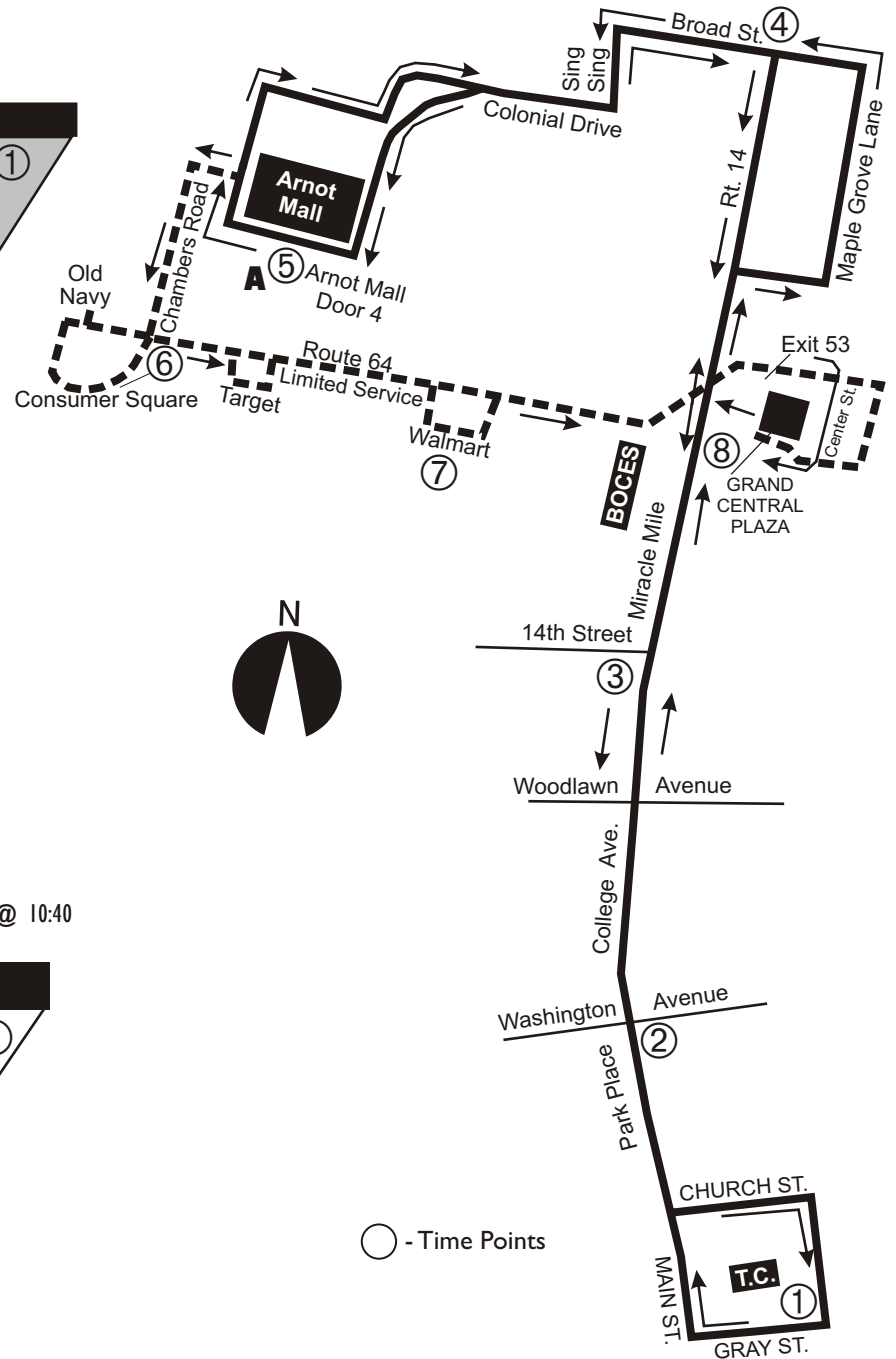 Broad St. ④
Sing Sing
Colonial Drive
①
Arnot
Mall
Rt. 14
Maple Grove Lane
Chambers Road
A ⑤ Arnot Mall
Door 4
Old
Navy
Exit 53
⑥
Route 64
Limited Service
Consumer Square
Target
Walmart
⑦
Center St.
⑧
BOCES
GRAND
CENTRAL
PLAZA
Miracle Mile
N
14th Street
③
Woodlawn Avenue
College Ave.
@ 10:40
Washington Avenue
②
Park Place
CHURCH ST.
◯ - Time Points
T.C.
①
MAIN ST.
GRAY ST.